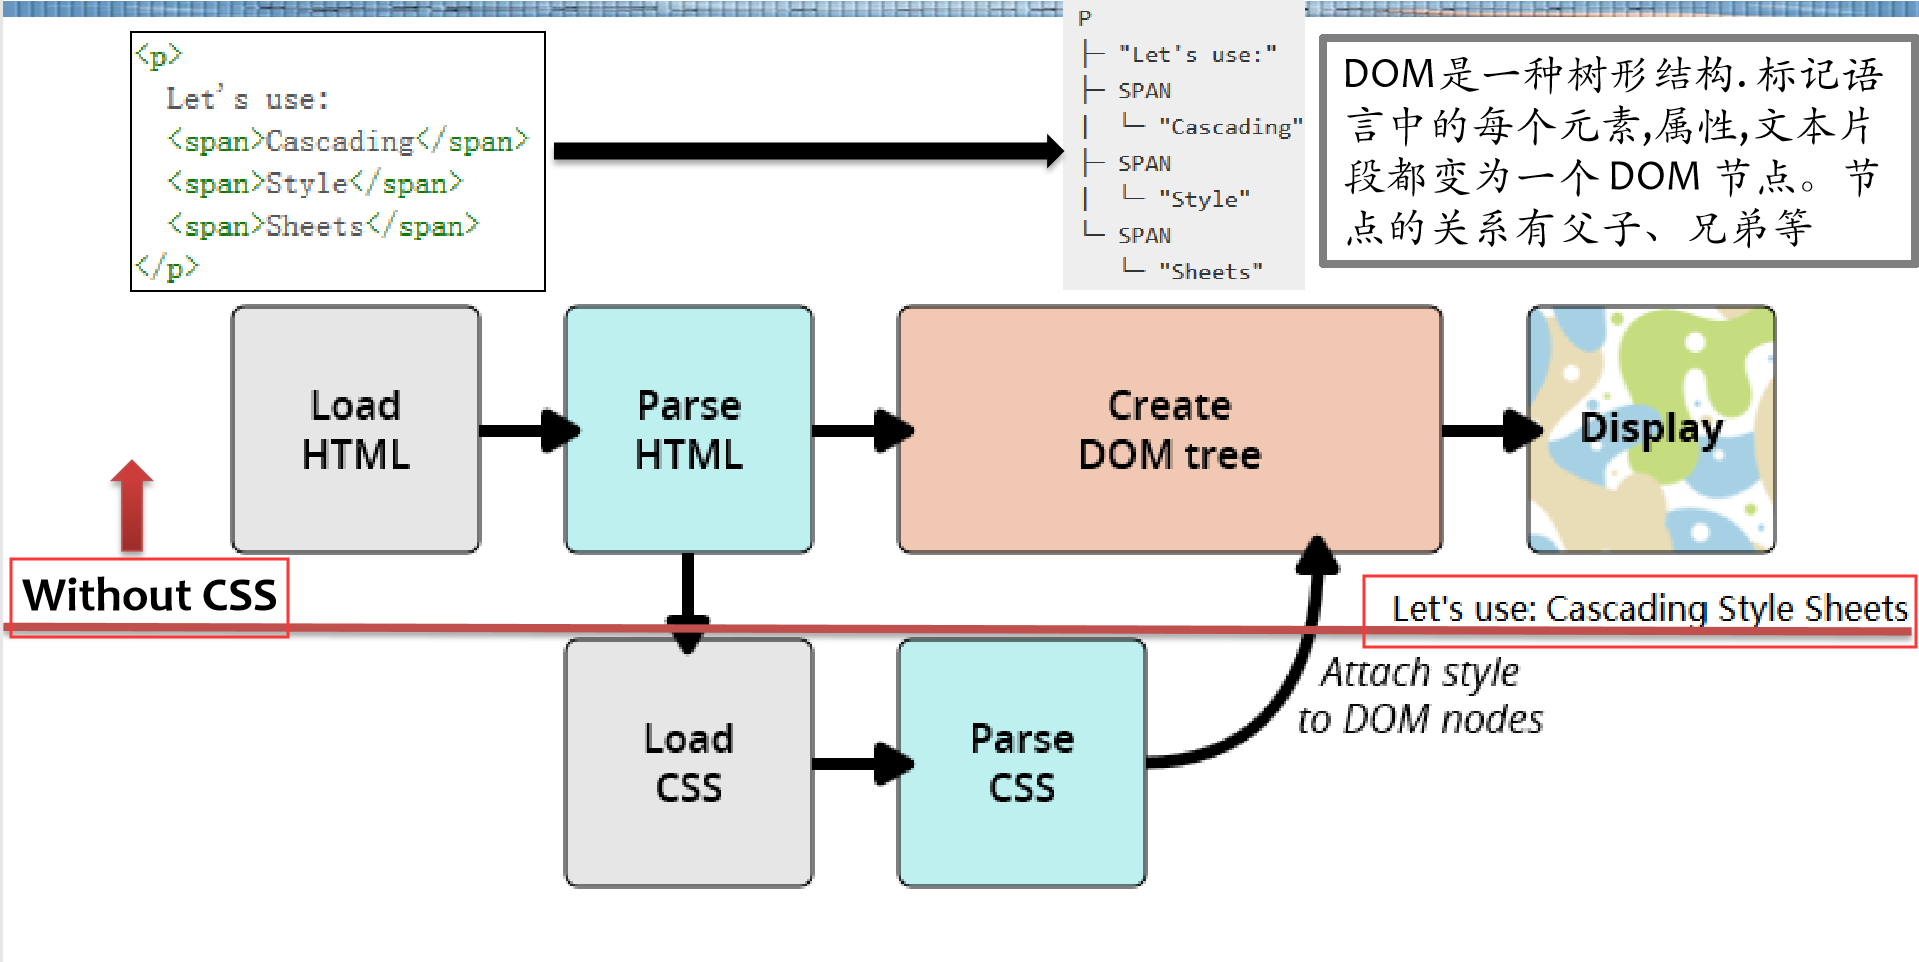 <p>
Let's use:
<span>Cascading</span>
<span>Style</span>
<span>Sheets</span>
</p>
P
├─ "Let's use:"
├─ SPAN
|  └─ "Cascading"
├─ SPAN
|  └─ "Style"
└─ SPAN
   └─ "Sheets"
DOM是一种树形结构.标记语
言中的每个元素,属性,文本片
段都变为一个DOM 节点。节
点的关系有父子、兄弟等
Load
HTML
Parse
HTML
Create
DOM tree
Display
Without CSS
Let's use: Cascading Style Sheets
Load
CSS
Parse
CSS
Attach style
to DOM nodes